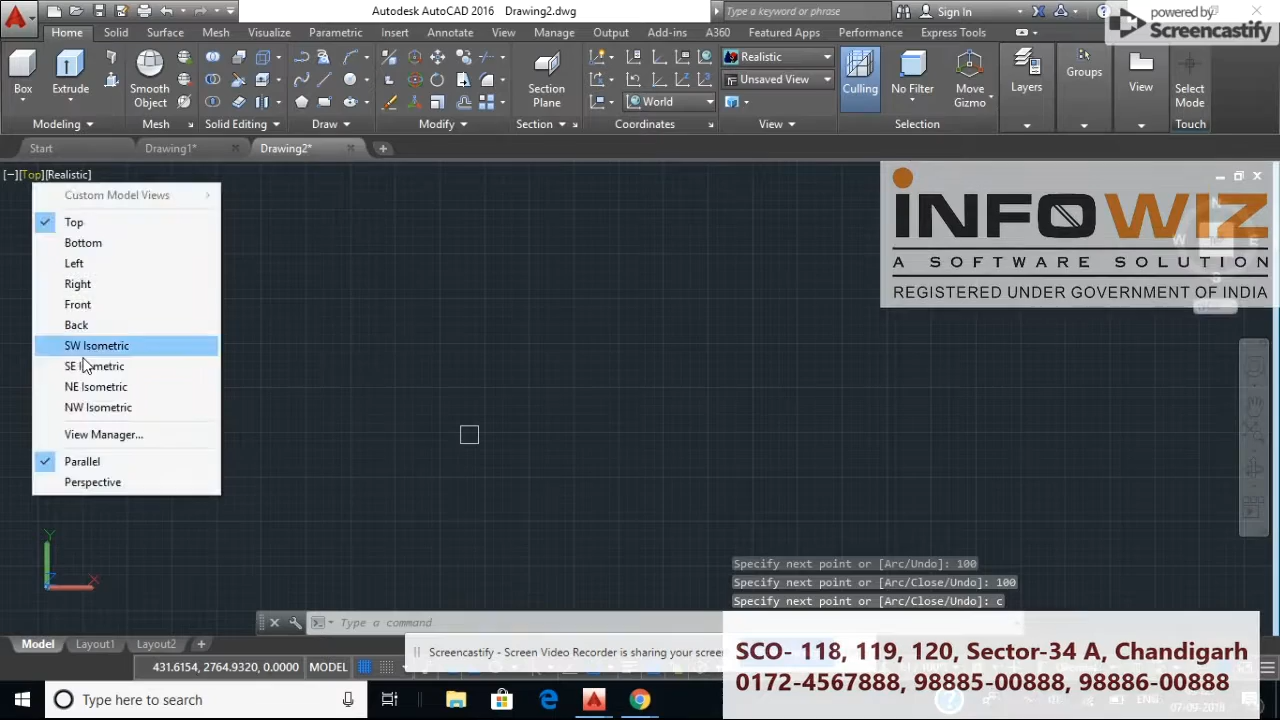 Autodesk AutoCAD 2016 Drawing2.dwg
Type a keyword or phrase
Sign In
powered by
Screencastify
Home Solid Surface Mesh Visualize Parametric Insert Annotate View Manage Output Add-ins A360 Featured Apps Performance Express Tools
Realistic
Unsaved View
World
Box
Extrude
Smooth
Object
Section
Plane
Culling
No Filter
Move
Gizmo
Layers
Groups
View
Select
Mode
Modeling Mesh Solid Editing Draw Modify Section Coordinates View Selection Touch
Start Drawing1* Drawing2*
[−][Top][Realistic]
Custom Model Views
Top
Bottom
Left
Right
Front
Back
SW Isometric
SE Isometric
NE Isometric
NW Isometric
View Manager...
Parallel
Perspective
INFOWIZ
A SOFTWARE SOLUTION
REGISTERED UNDER GOVERNMENT OF INDIA
N
W
E
S
Y
X
Specify next point or [Arc/Undo]: 100
Specify next point or [Arc/Close/Undo]: 100
Specify next point or [Arc/Close/Undo]: c
Type a command
Model Layout1 Layout2 +
Screencastify - Screen Video Recorder is sharing your screen
431.6154, 2764.9320, 0.0000 MODEL
SCO- 118, 119, 120, Sector-34 A, Chandigarh
0172-4567888, 98885-00888, 98886-00888
Type here to search
07-09-2018